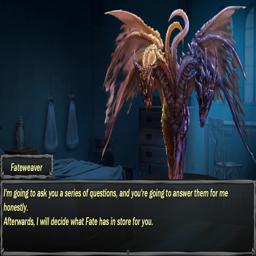 Fateweaver
I'm going to ask you a series of questions, and you're going to answer them for me
honestly.
Afterwards, I will decide what Fate has in store for you.